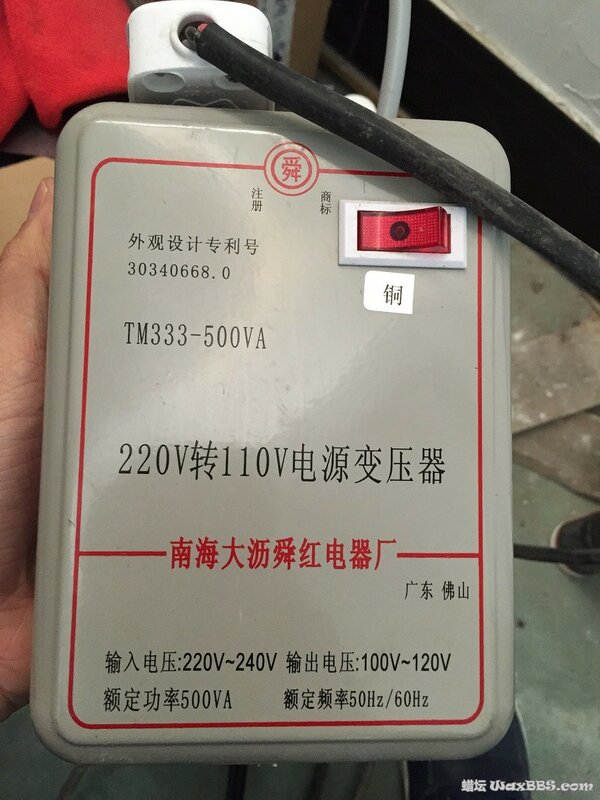 舜
注册 商标
外观设计专利号
30340668.0
铜
TM333-500VA
220V转110V电源变压器
南海大沥舜红电器厂
广东 佛山
输入电压:220V~240V 输出电压:100V~120V
额定功率500VA 额定频率50Hz/60Hz
蜡坛 WaxBBS.com